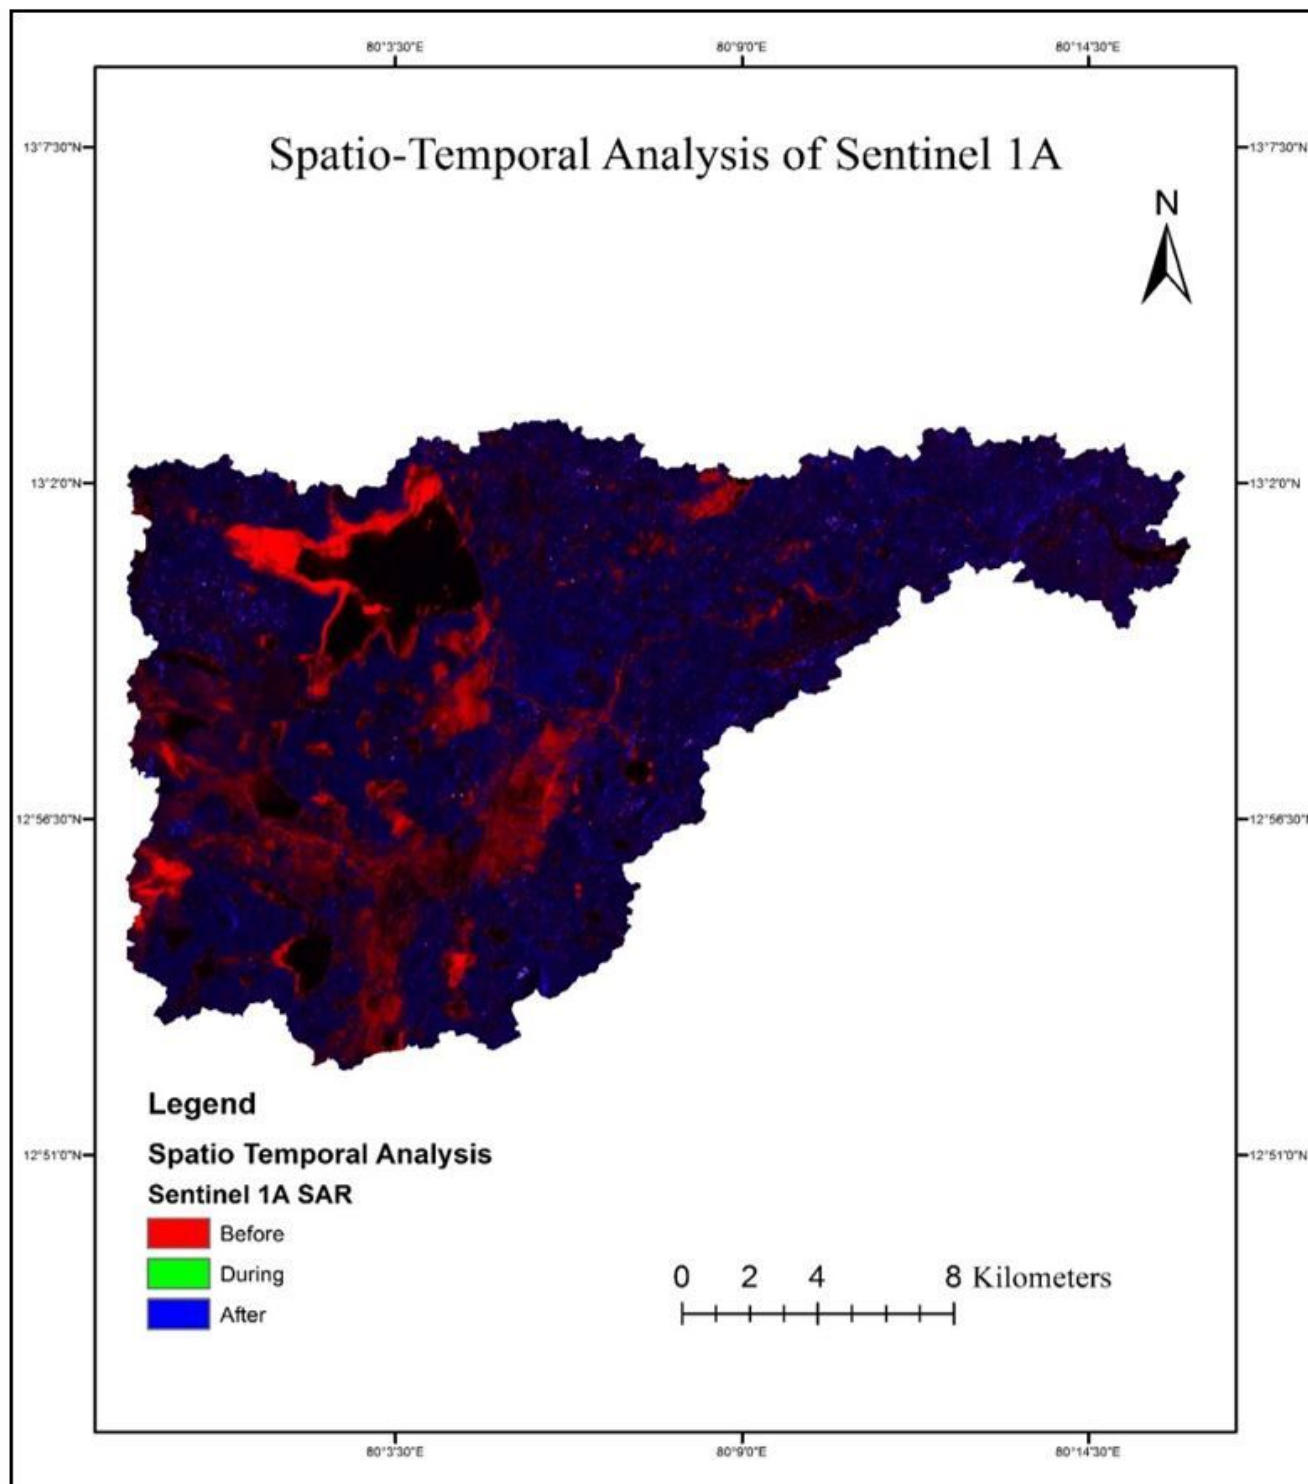 80°3'30"E 80°9'0"E 80°14'30"E
Spatio-Temporal Analysis of Sentinel 1A
13°7'30"N 13°7'30"N
N
13°2'0"N 13°2'0"N
12°56'30"N 12°56'30"N
Legend
Spatio Temporal Analysis
12°51'0"N 12°51'0"N
Sentinel 1A SAR
Before
During
After
0 2 4 8 Kilometers
80°3'30"E 80°9'0"E 80°14'30"E